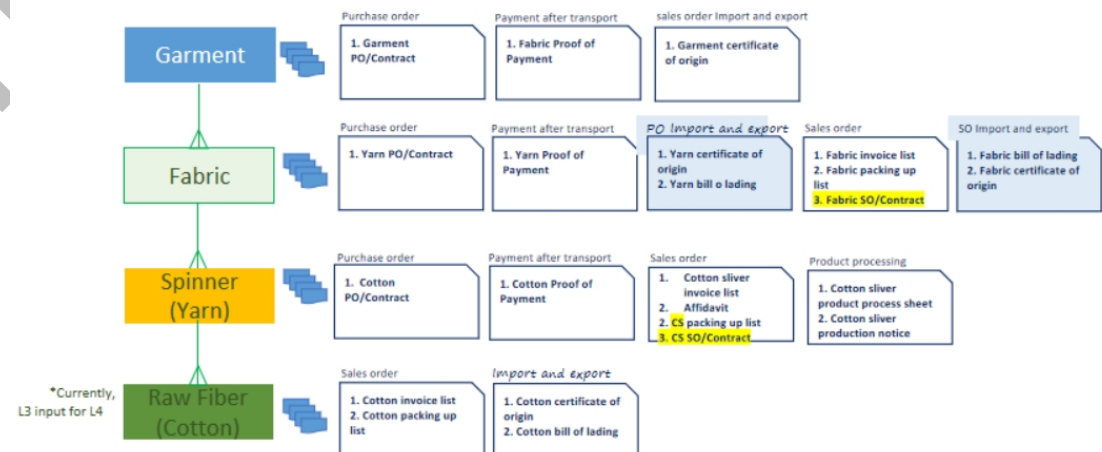 Purchase order
Payment after transport
sales order Import and export
Garment
1. Garment
PO/Contract
1. Fabric Proof of
Payment
1. Garment certificate
of origin
Purchase order
Payment after transport
PO Import and export
Sales order
SO Import and export
Fabric
1. Yarn PO/Contract
1. Yarn Proof of
Payment
1. Yarn certificate of
origin
2. Yarn bill o lading
1. Fabric invoice list
2. Fabric packing up
list
3. Fabric SO/Contract
1. Fabric bill of lading
2. Fabric certificate of
origin
Purchase order
Payment after transport
Sales order
Product processing
Spinner
(Yarn)
1. Cotton
PO/Contract
1. Cotton Proof of
Payment
1. Cotton sliver
invoice list
2. Affidavit
2. CS packing up list
3. CS SO/Contract
1. Cotton sliver
product process sheet
2. Cotton sliver
production notice
Sales order
Import and export
*Currently,
L3 input for L4
Raw Fiber
(Cotton)
1. Cotton invoice list
2. Cotton packing up
list
1. Cotton certificate of
origin
2. Cotton bill of lading